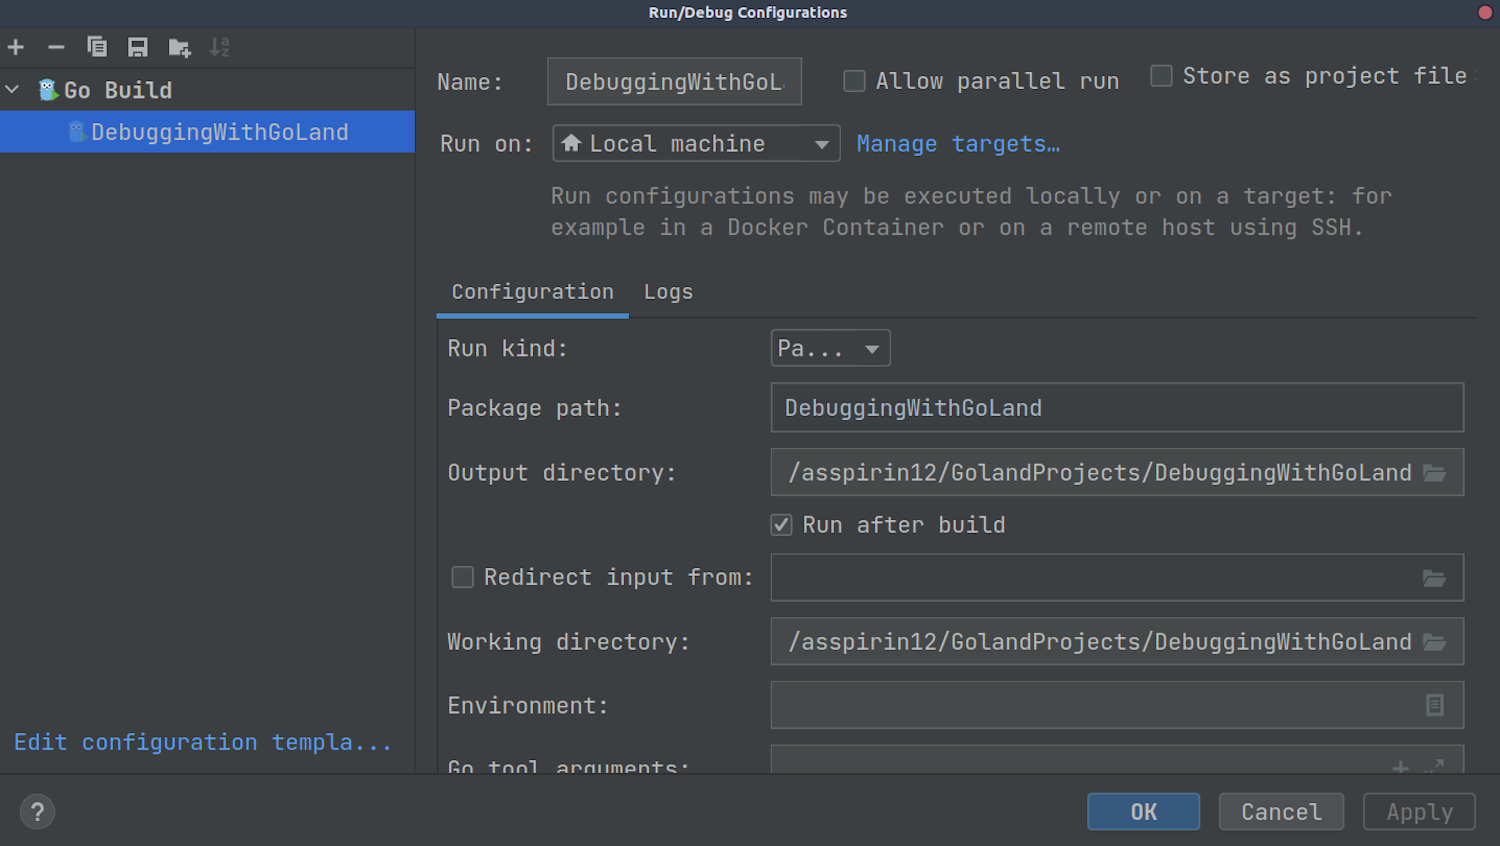 Run/Debug Configurations
Go Build
DebuggingWithGoLand
Edit configuration templa...
Name: DebuggingWithGoL
Allow parallel run
Store as project file
Run on: Local machine Manage targets…
Run configurations may be executed locally or on a target: for
example in a Docker Container or on a remote host using SSH.
Configuration Logs
Run kind: Pa...
Package path: DebuggingWithGoLand
Output directory: /asspirin12/GolandProjects/DebuggingWithGoLand
Run after build
Redirect input from:
Working directory: /asspirin12/GolandProjects/DebuggingWithGoLand
Environment:
Go tool arguments:
? OK Cancel Apply